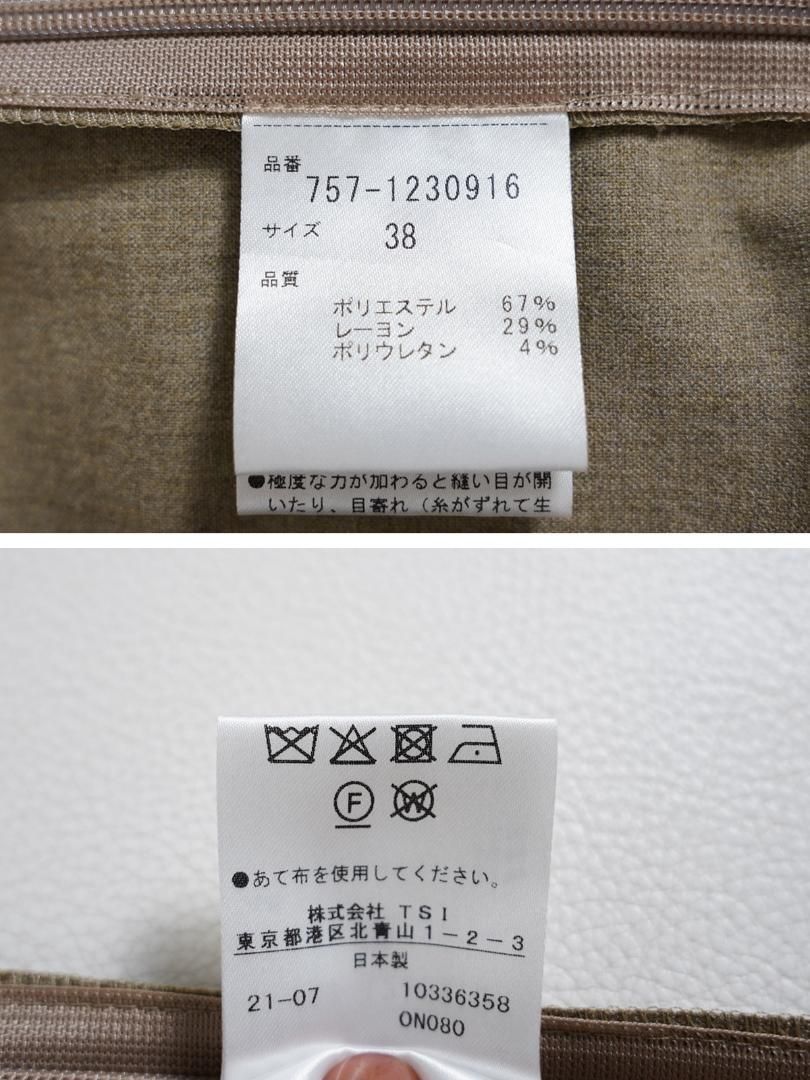 品番
757-1230916
サイズ 38
品質
ポリエステル 67%
レーヨン 29%
ポリウレタン 4%
●極度な力が加わると縫い目が開
いたり、目寄れ（糸がずれて生
F W
●あて布を使用してください。
株式会社 TSI
東京都港区北青山1-2-3
日本製
21-07 10336358
0N080